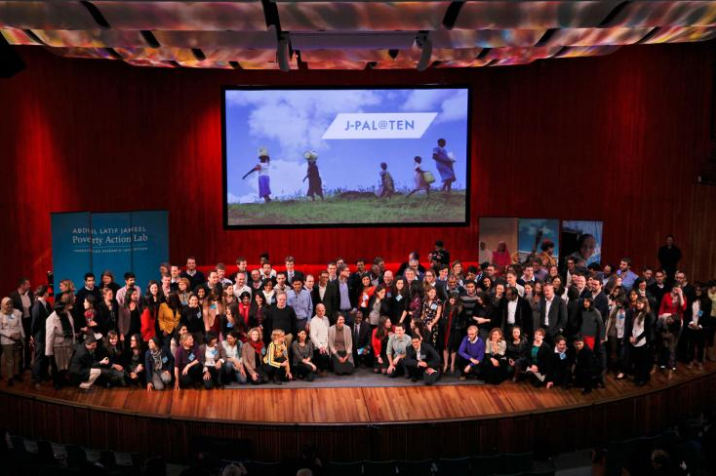 J-PAL@TEN
ABDUL LATIF JAMEEL
Poverty Action Lab